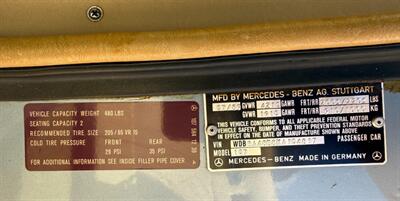 VEHICLE CAPACITY WEIGHT 480 LBS
SEATING CAPACITY 2
RECOMMENDED TIRE SIZE 205 / 65 VR 15
COLD TIRE PRESSURE FRONT REAR
PSI 35 PSI
FOR ADDITIONAL INFORMATION SEE INSIDE FILLER PIPE COVER
107 584
MFD BY MERCEDES - BENZ AG, STUTTGART
GVWR GAWR FRT/RR LBS
GVWR GAWR FRT/RR
THIS VEHICLE CONFORMS TO ALL APPLICABLE FEDERAL MOTOR
VEHICLE SAFETY, BUMPER, AND THEFT PREVENTION STANDARDS
IN EFFECT ON THE DATE OF MANUFACTURE SHOWN ABOVE.
VIN PASSENGER CAR
MODEL 107
MERCEDES-BENZ MADE IN GERMANY